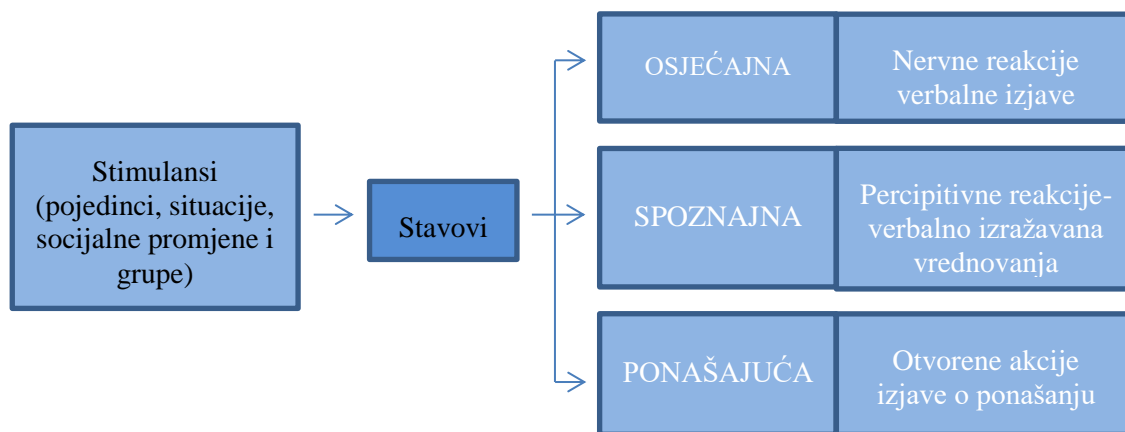 Stimulansi
(pojedinci, situacije,
socijalne promjene i
grupe)
Stavovi
OSJEĆAJNA
Nervne reakcije
verbalne izjave
SPOZNAJNA
Percipitivne reakcije-
verbalno izražavana
vrednovanja
PONAŠAJUĆA
Otvorene akcije
izjave o ponašanju